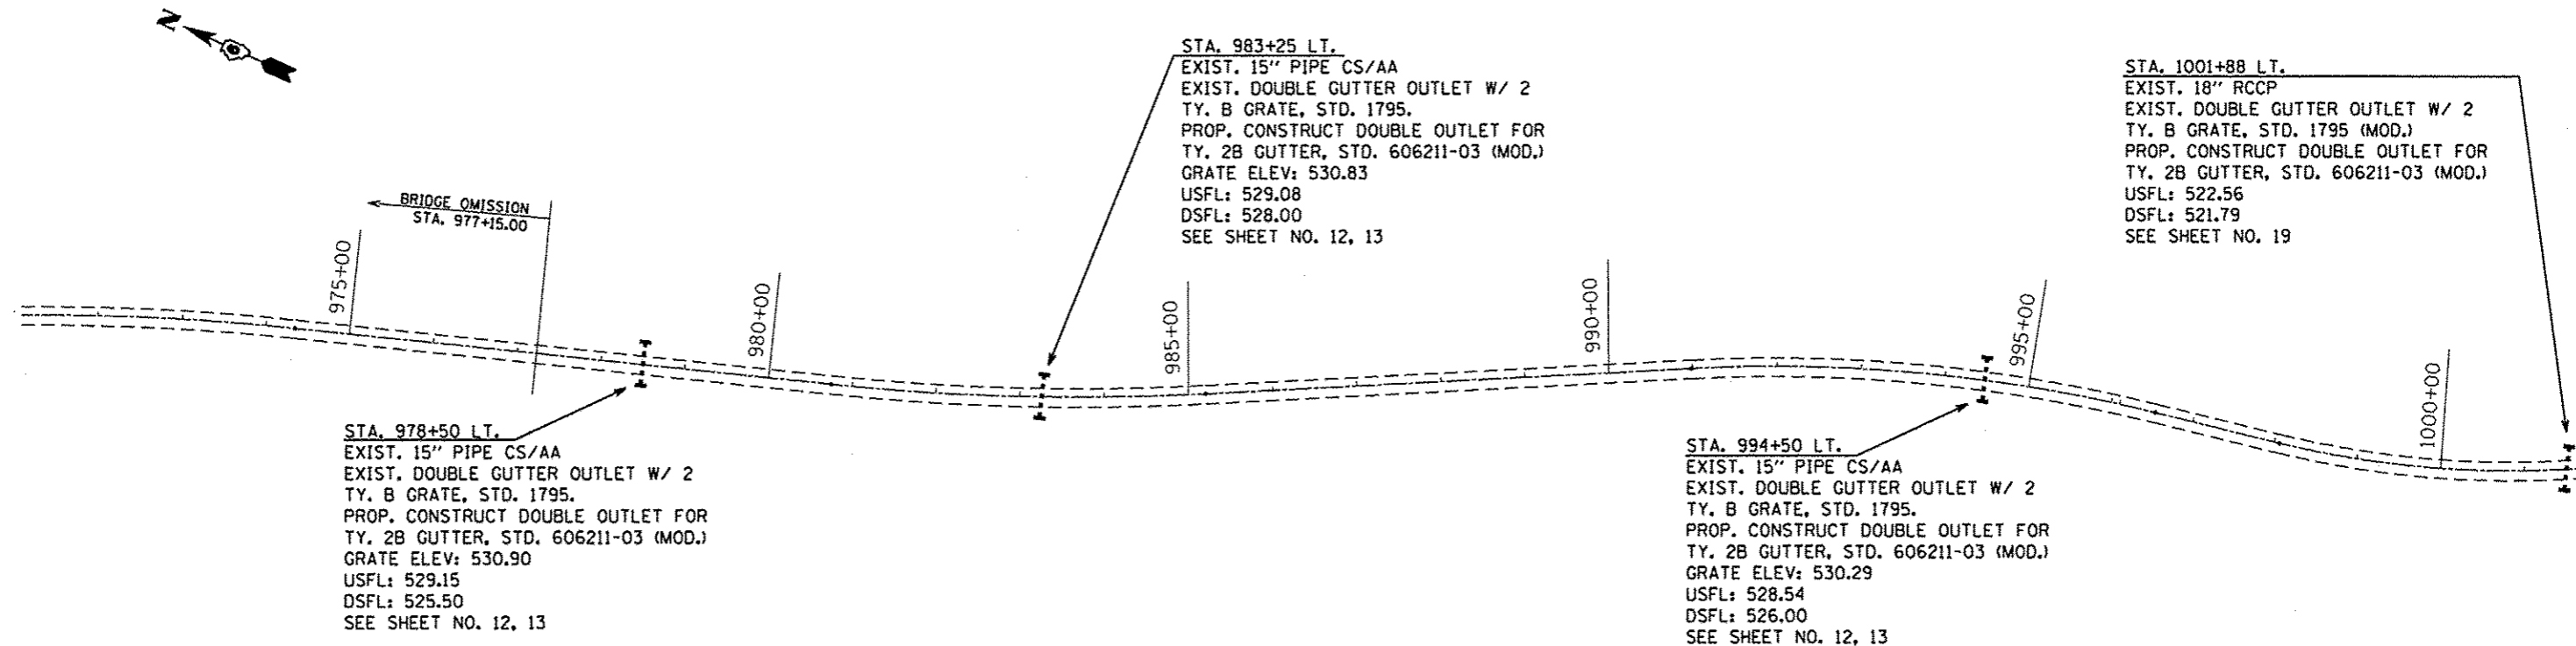 N
STA. 983+25 LT.
EXIST. 15" PIPE CS/AA
EXIST. DOUBLE GUTTER OUTLET W/ 2
TY. B GRATE, STD. 1795.
PROP. CONSTRUCT DOUBLE OUTLET FOR
TY. 2B GUTTER, STD. 606211-03 (MOD.)
GRATE ELEV: 530.83
USFL: 529.08
DSFL: 528.00
SEE SHEET NO. 12, 13
STA. 1001+88 LT.
EXIST. 18" RCCP
EXIST. DOUBLE GUTTER OUTLET W/ 2
TY. B GRATE, STD. 1795 (MOD.)
PROP. CONSTRUCT DOUBLE OUTLET FOR
TY. 2B GUTTER, STD. 606211-03 (MOD.)
USFL: 522.56
DSFL: 521.79
SEE SHEET NO. 19
BRIDGE OMISSION
STA. 977+15.00
975+00
980+00
985+00
990+00
995+00
1000+00
STA. 978+50 LT.
EXIST. 15" PIPE CS/AA
EXIST. DOUBLE GUTTER OUTLET W/ 2
TY. B GRATE, STD. 1795.
PROP. CONSTRUCT DOUBLE OUTLET FOR
TY. 2B GUTTER, STD. 606211-03 (MOD.)
GRATE ELEV: 530.90
USFL: 529.15
DSFL: 525.50
SEE SHEET NO. 12, 13
STA. 994+50 LT.
EXIST. 15" PIPE CS/AA
EXIST. DOUBLE GUTTER OUTLET W/ 2
TY. B GRATE, STD. 1795.
PROP. CONSTRUCT DOUBLE OUTLET FOR
TY. 2B GUTTER, STD. 606211-03 (MOD.)
GRATE ELEV: 530.29
USFL: 528.54
DSFL: 526.00
SEE SHEET NO. 12, 13